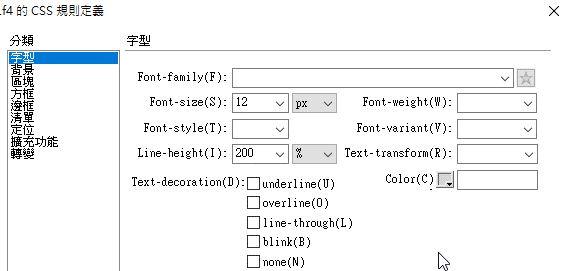 .f4 的 CSS 規則定義
分類
字型
背景
區塊
方框
邊框
清單
定位
擴充功能
轉變
字型
Font-family(F):
Font-size(S): 12 px Font-weight(W):
Font-style(T): Font-variant(V):
Line-height(I): 200 % Text-transform(R):
Text-decoration(D): underline(U) Color(C)
overline(O)
line-through(L)
blink(B)
none(N)